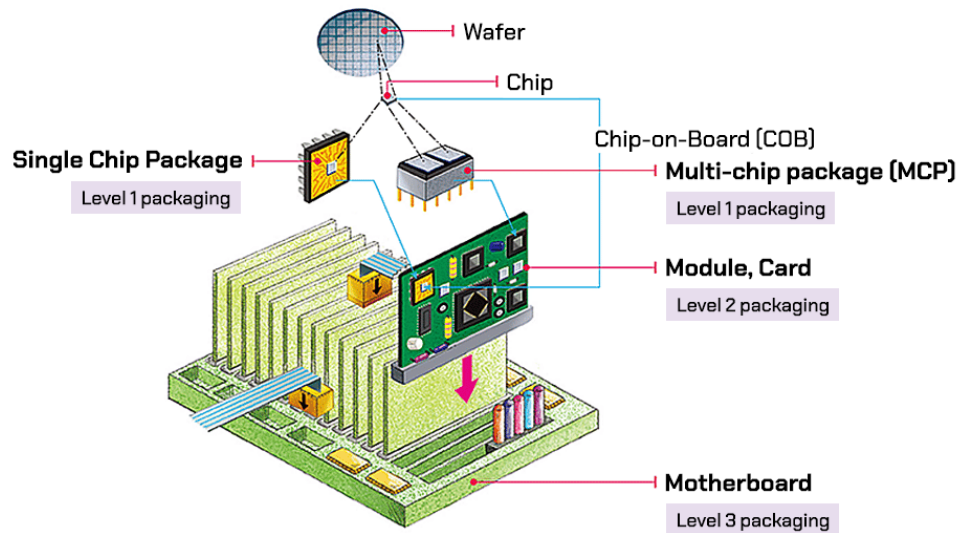 Wafer
Chip
Chip-on-Board (COB)
Single Chip Package
Level 1 packaging
Multi-chip package (MCP)
Level 1 packaging
Module, Card
Level 2 packaging
Motherboard
Level 3 packaging